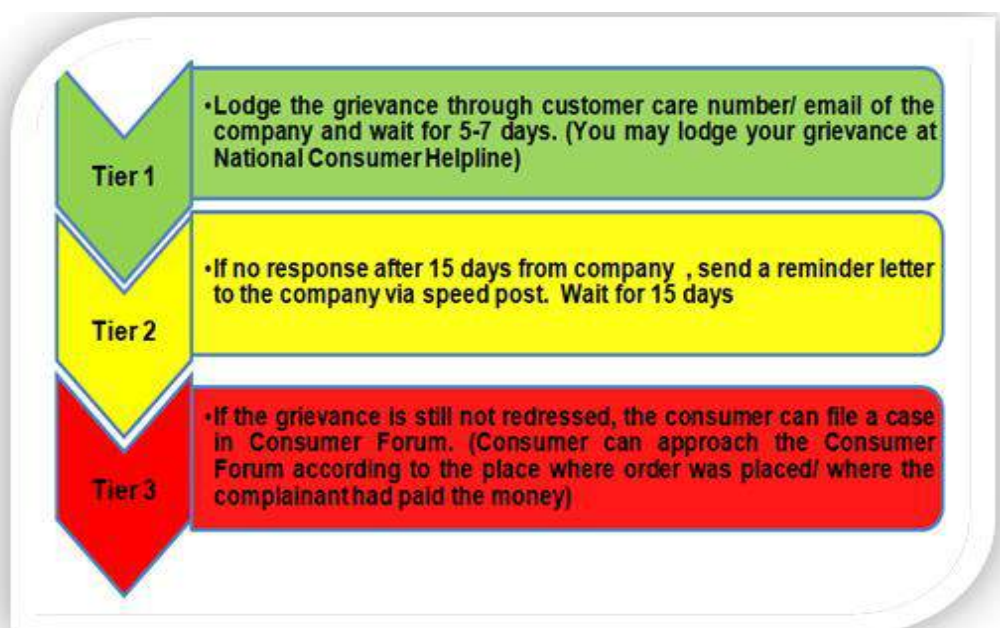 Tier 1
•Lodge the grievance through customer care number/ email of the
company and wait for 5-7 days. (You may lodge your grievance at
National Consumer Helpline)
Tier 2
•If no response after 15 days from company , send a reminder letter
to the company via speed post. Wait for 15 days
Tier 3
•If the grievance is still not redressed, the consumer can file a case
in Consumer Forum. (Consumer can approach the Consumer
Forum according to the place where order was placed/ where the
complainant had paid the money)